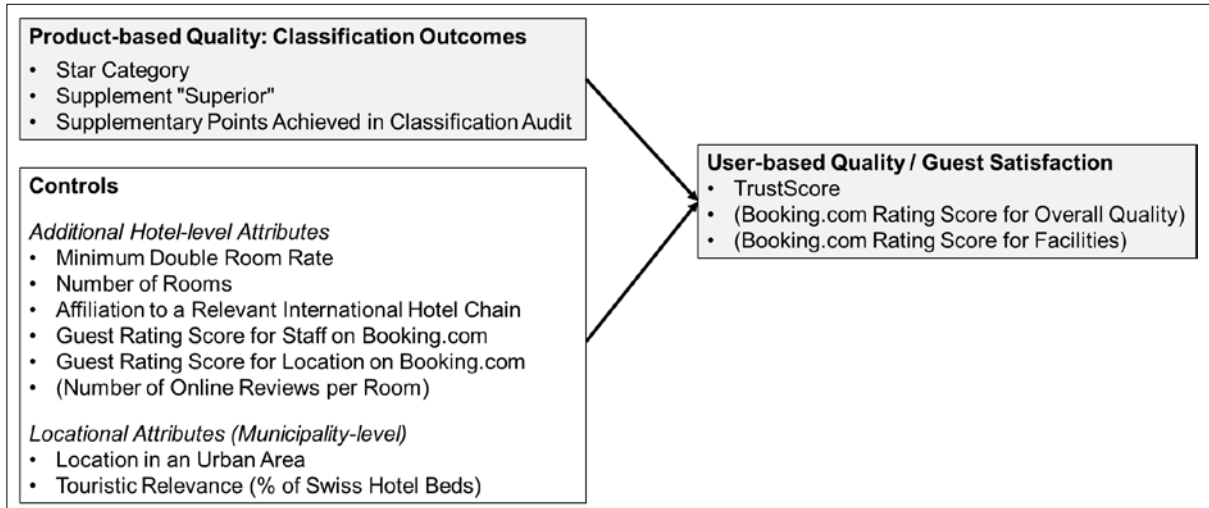 Product-based Quality: Classification Outcomes
• Star Category
• Supplement "Superior"
• Supplementary Points Achieved in Classification Audit
Controls
Additional Hotel-level Attributes
• Minimum Double Room Rate
• Number of Rooms
• Affiliation to a Relevant International Hotel Chain
• Guest Rating Score for Staff on Booking.com
• Guest Rating Score for Location on Booking.com
• (Number of Online Reviews per Room)
Locational Attributes (Municipality-level)
• Location in an Urban Area
• Touristic Relevance (% of Swiss Hotel Beds)
User-based Quality / Guest Satisfaction
• TrustScore
• (Booking.com Rating Score for Overall Quality)
• (Booking.com Rating Score for Facilities)